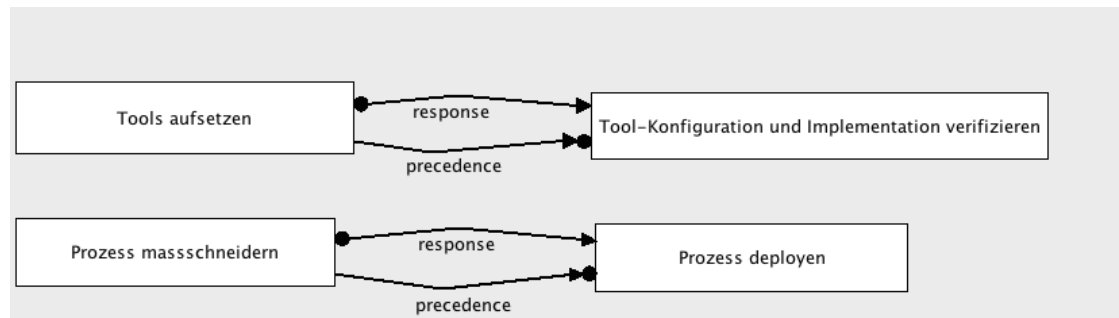 Tools aufsetzen
response
Tool-Konfiguration und Implementation verifizieren
precedence
Prozess massschneidern
response
Prozess deployen
precedence